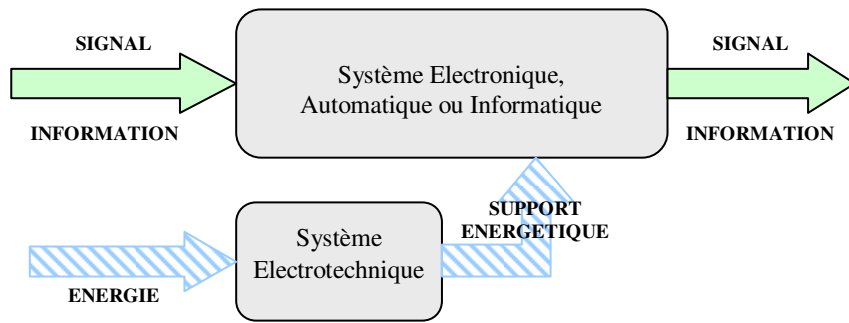 SIGNAL
SIGNAL
Système Electronique,
Automatique ou Informatique
INFORMATION
INFORMATION
SUPPORT
ENERGETIQUE
Système
Electrotechnique
ENERGIE